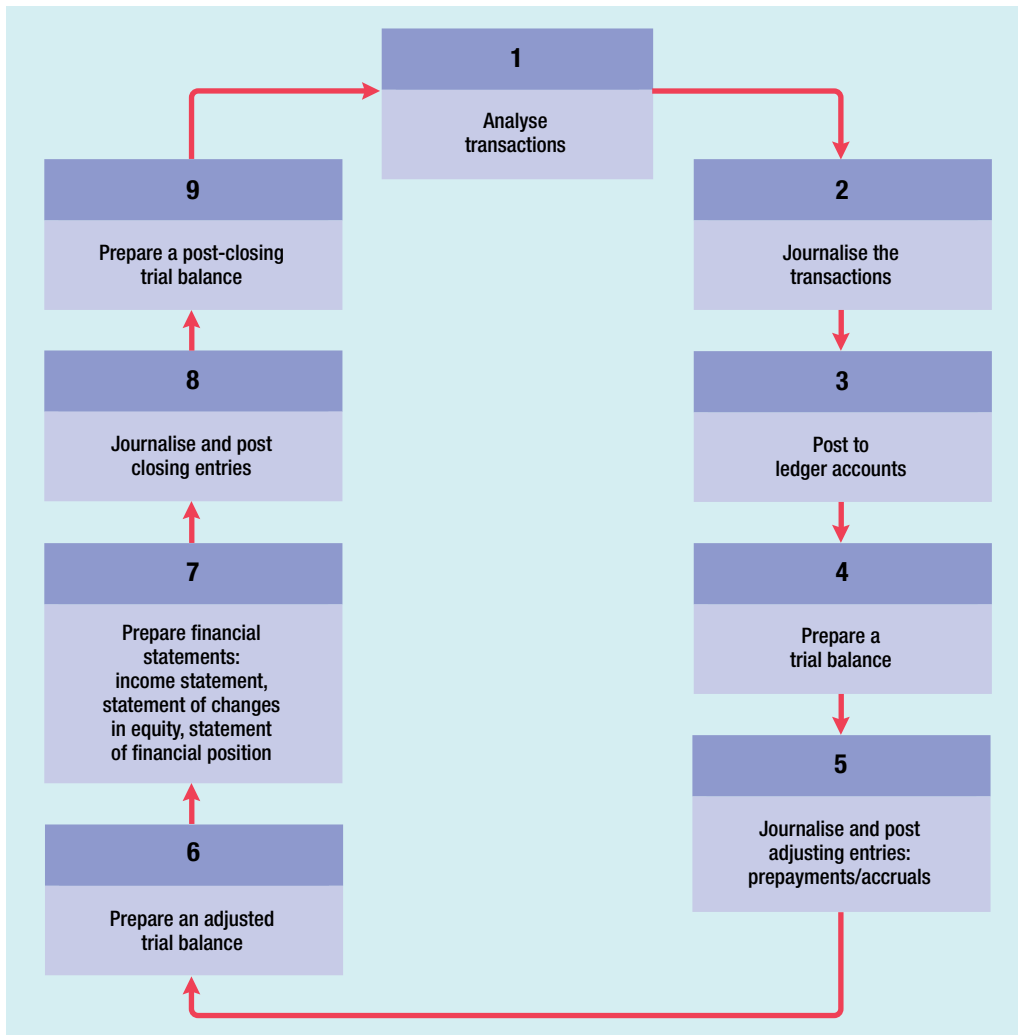 1
Analyse
transactions
2
Journalise the
transactions
3
Post to
ledger accounts
4
Prepare a
trial balance
5
Journalise and post
adjusting entries:
prepayments/accruals
6
Prepare an adjusted
trial balance
7
Prepare financial
statements:
income statement,
statement of changes
in equity, statement
of financial position
8
Journalise and post
closing entries
9
Prepare a post-closing
trial balance